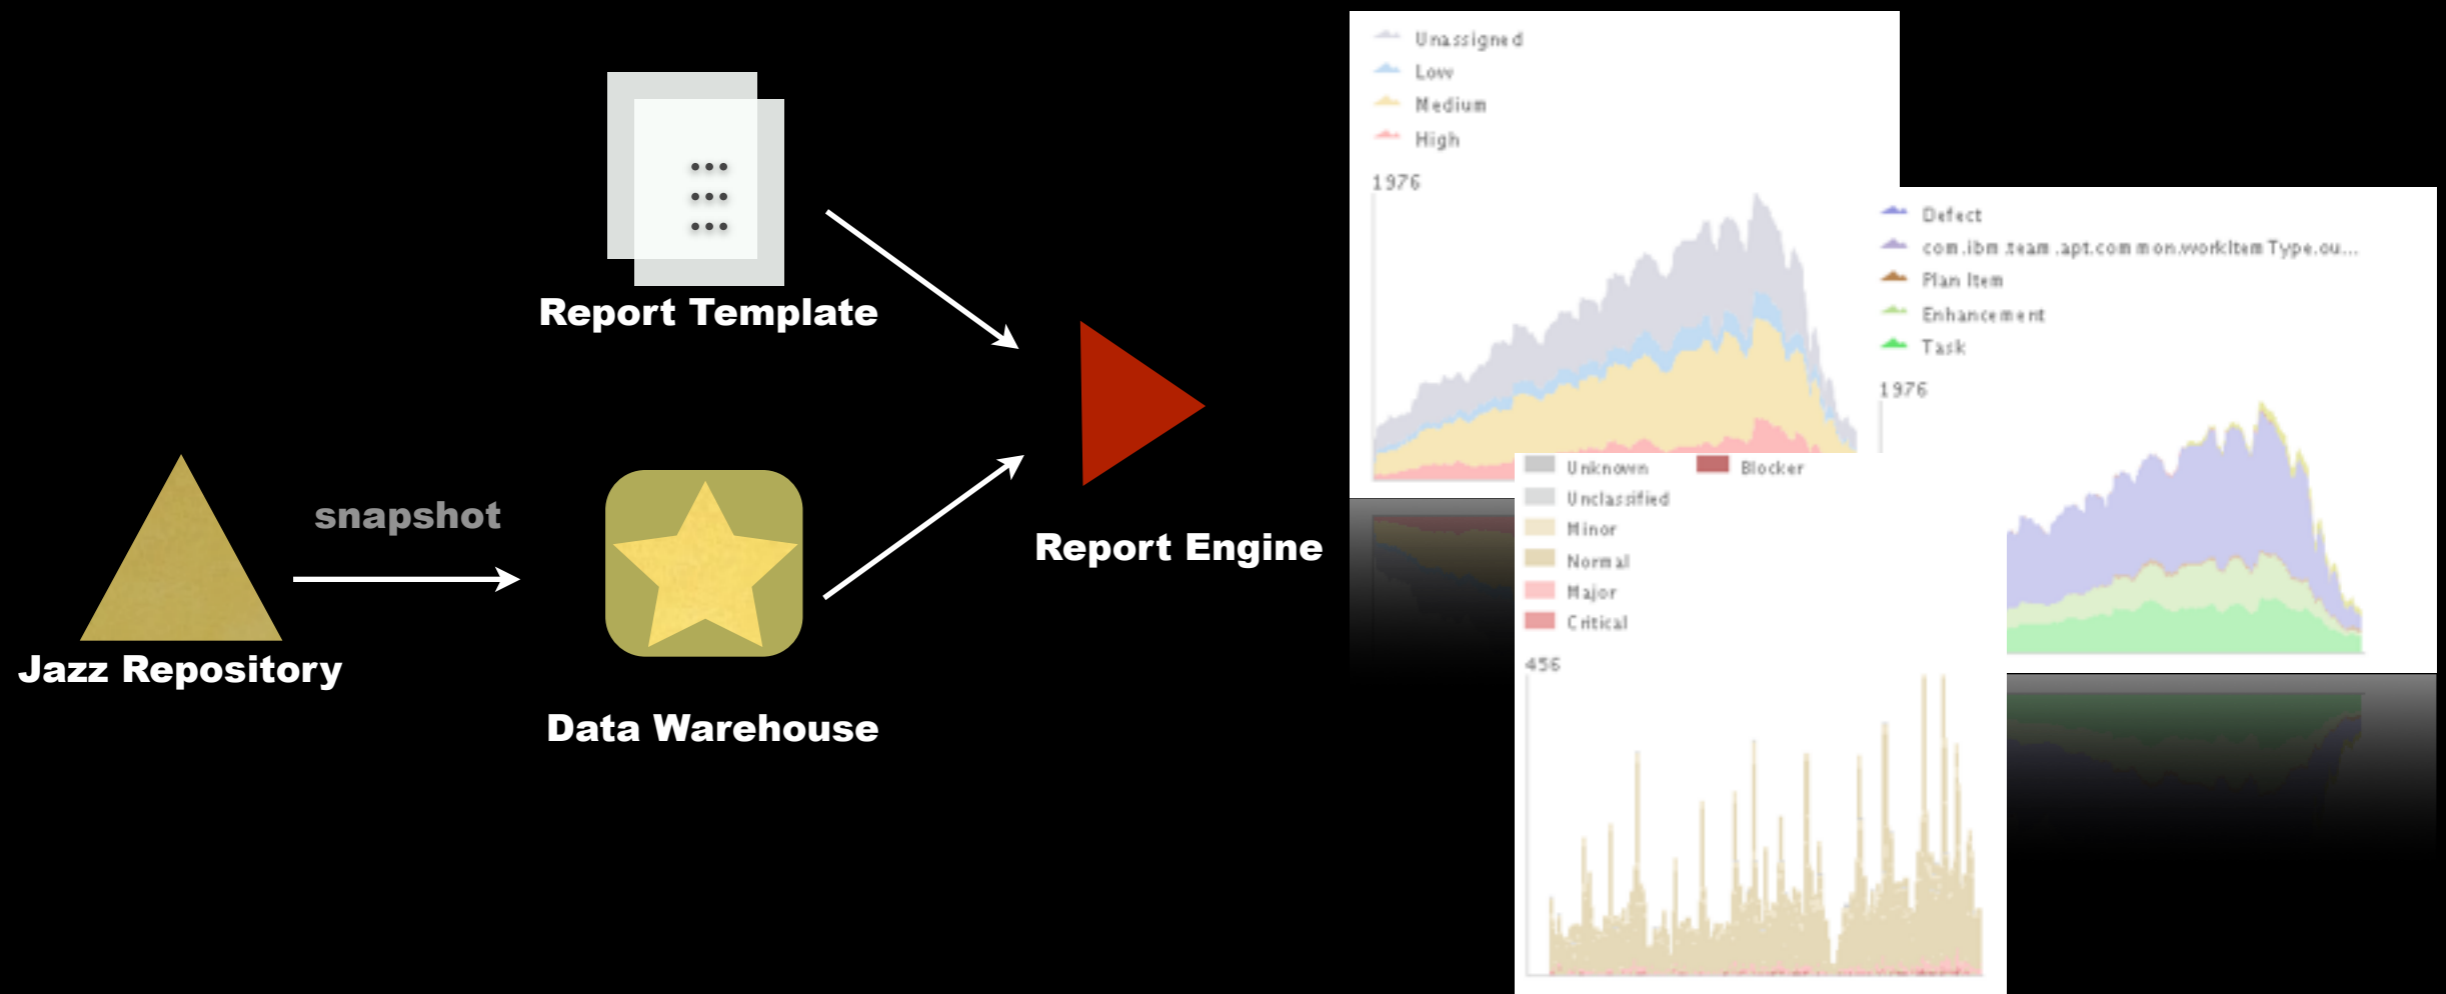 Report Template
snapshot
Jazz Repository
Data Warehouse
Report Engine
Unassigned
Low
Medium
High
1976
Defect
com.ibm.team.apt.common.workItemType.ou...
Plan Item
Enhancement
Task
1976
Unknown
Blocker
Unclassified
Minor
Normal
Major
Critical
456